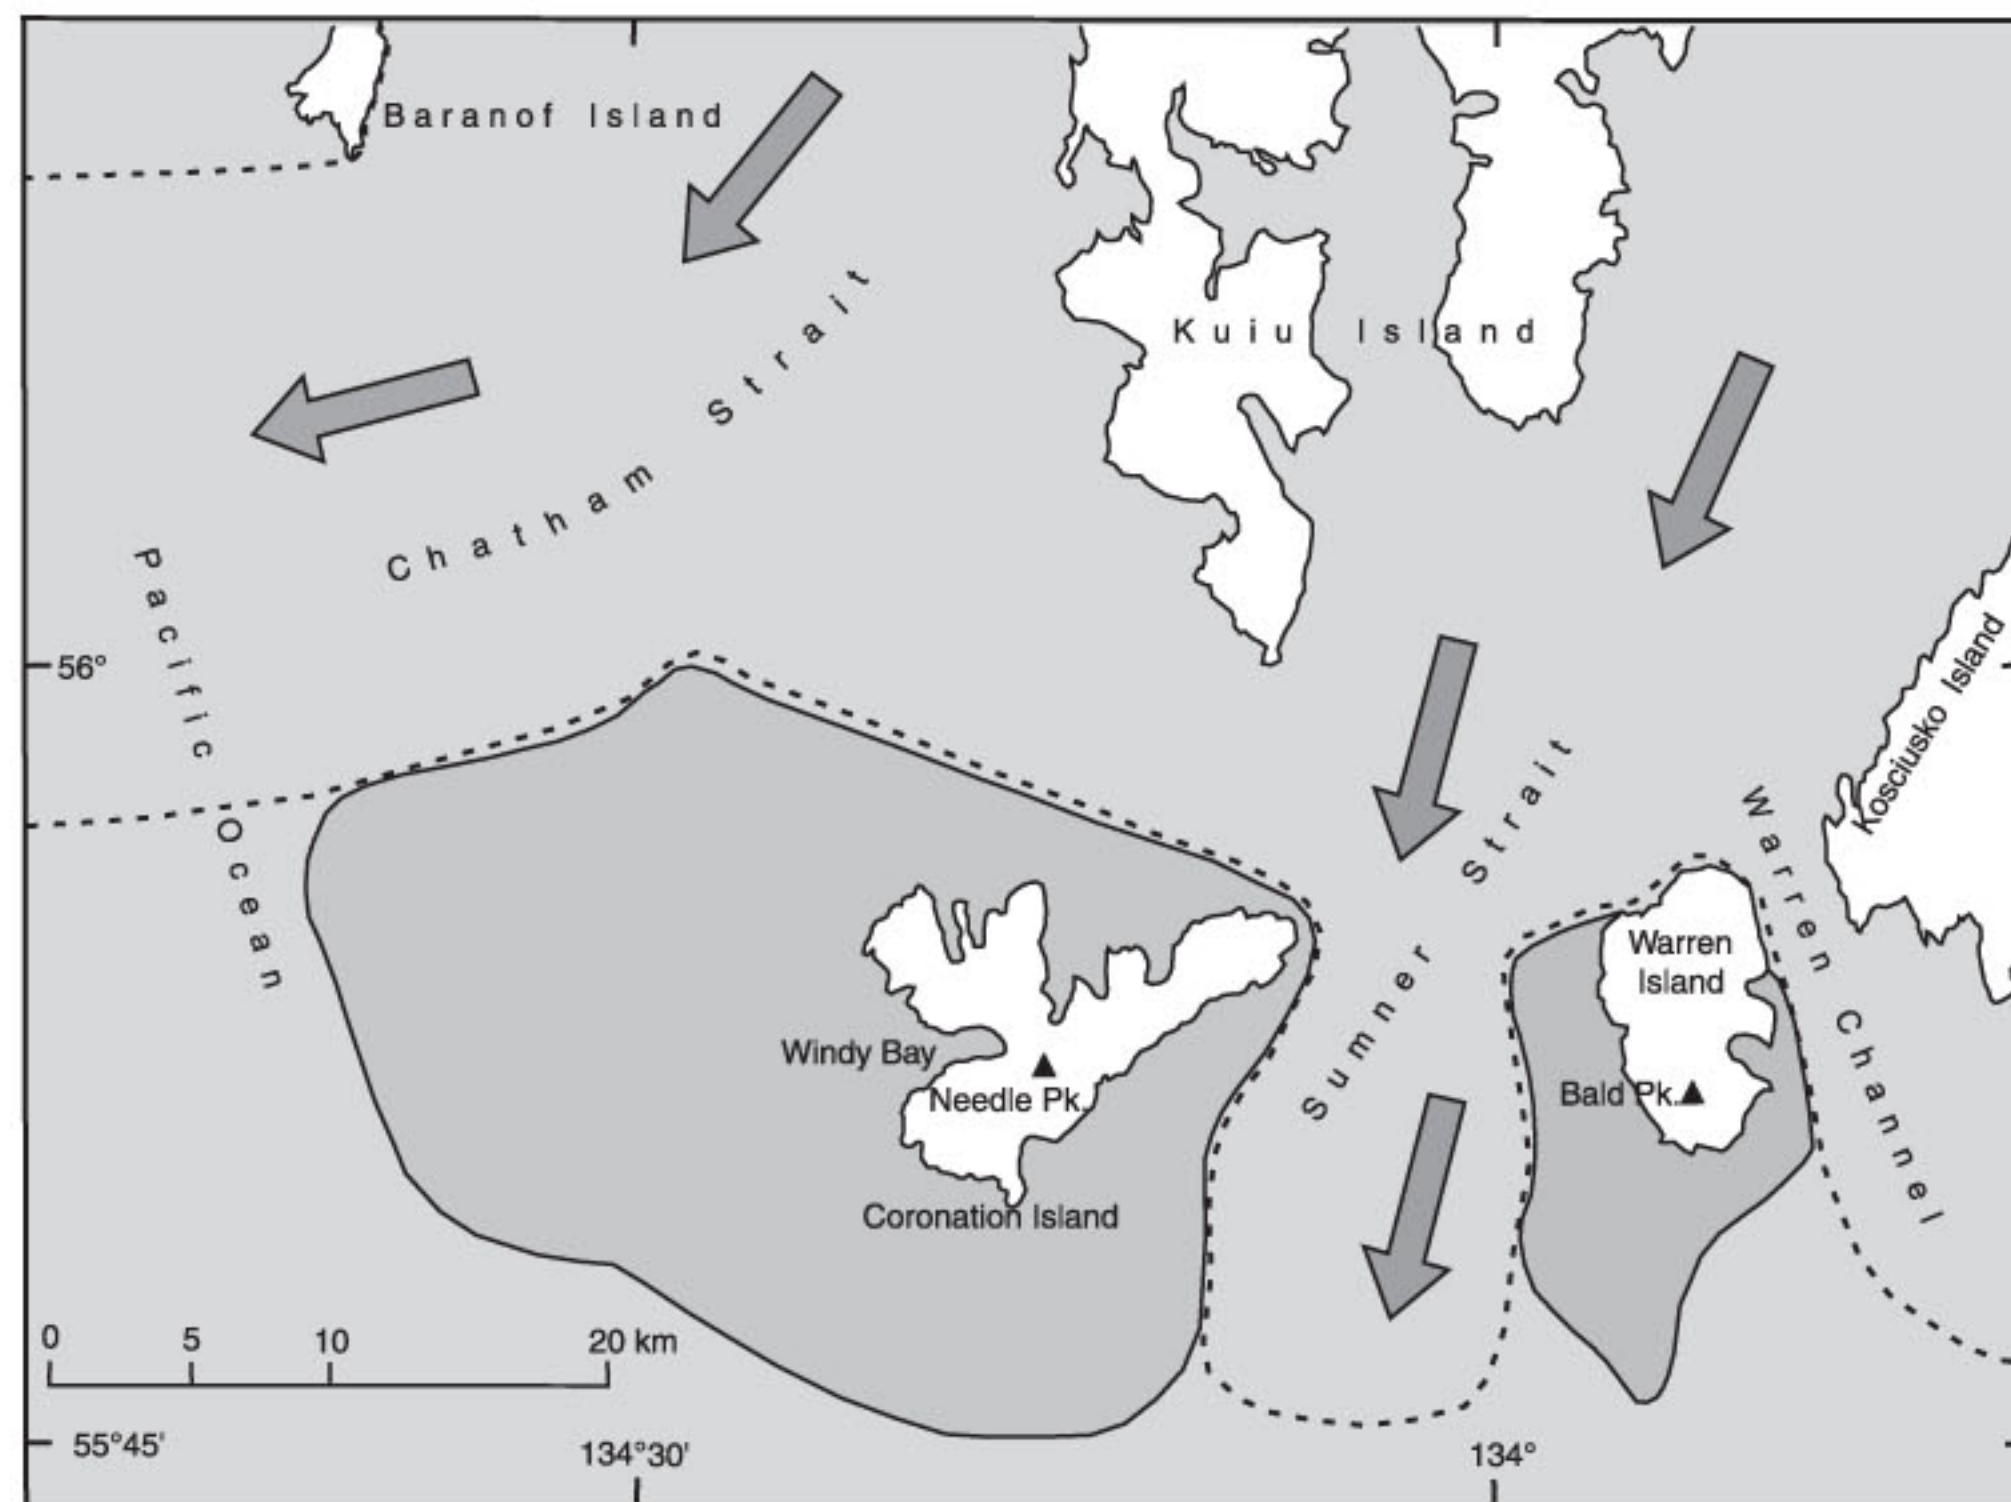 Baranof Island
Chatham Strait
Kuiu Island
Pacific Ocean
56°
Kosciusko Island
Sumner Strait
Warren Channel
Warren
Island
Windy Bay
Needle Pk.
Bald Pk.
Coronation Island
0 5 10 20 km
55°45'
134°30'
134°